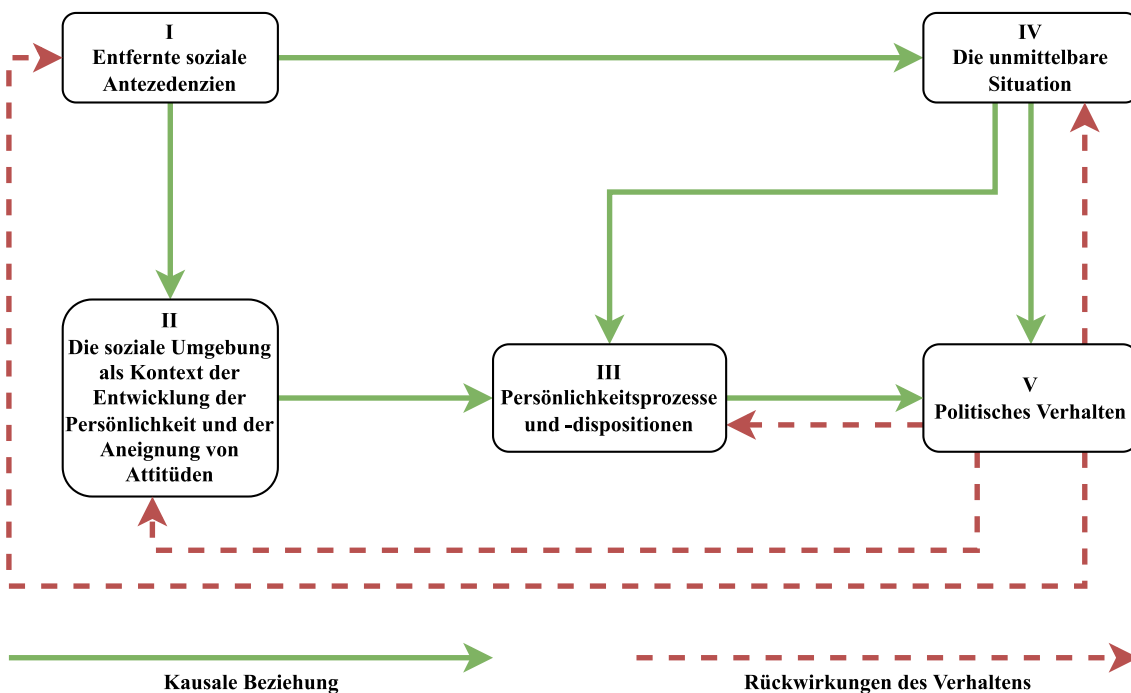 I
Entfernte soziale
Antezedenzien
IV
Die unmittelbare
Situation
II
Die soziale Umgebung
als Kontext der
Entwicklung der
Persönlichkeit und der
Aneignung von
Attitüden
III
Persönlichkeitsprozesse
und -dispositionen
V
Politisches Verhalten
Kausale Beziehung
Rückwirkungen des Verhaltens